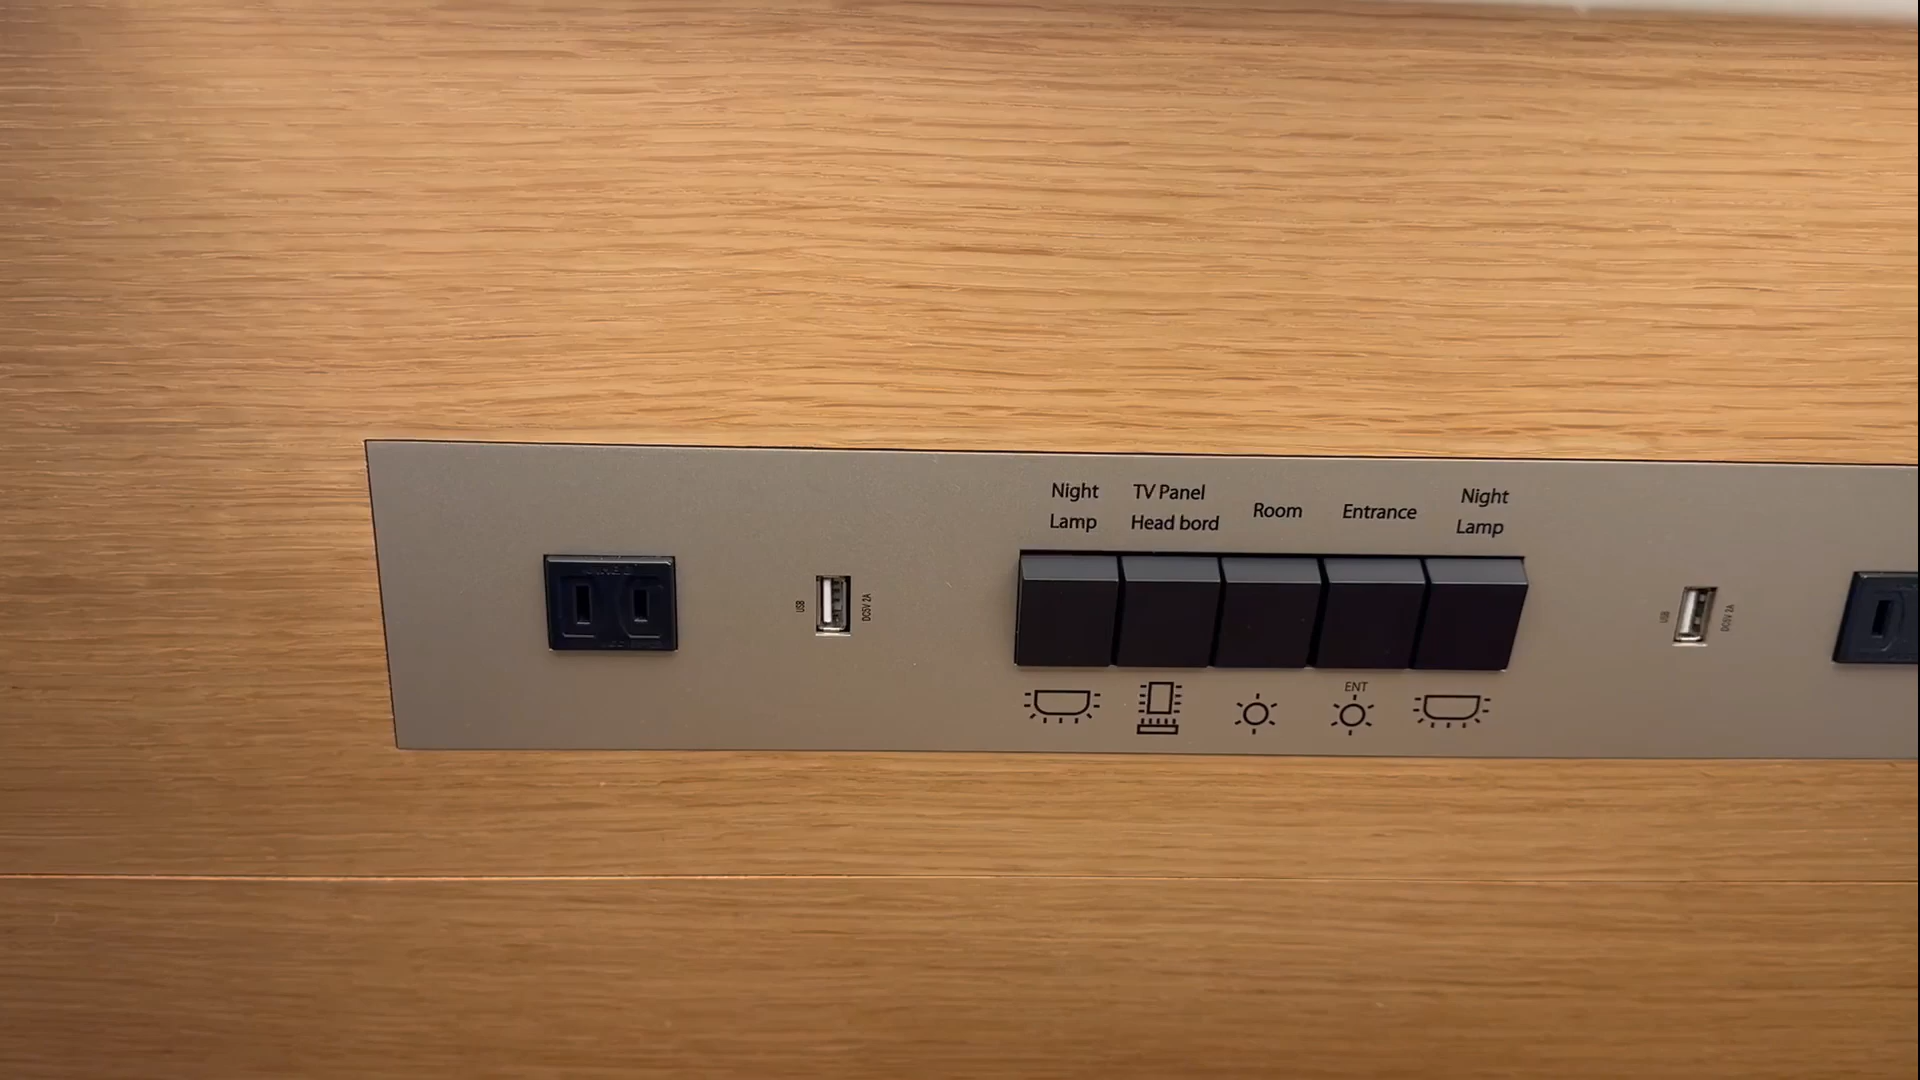 Night
Lamp
TV Panel
Head bord
Room
Entrance
Night
Lamp
USB
DC5V 2A
ENT
USB
DC5V 2A